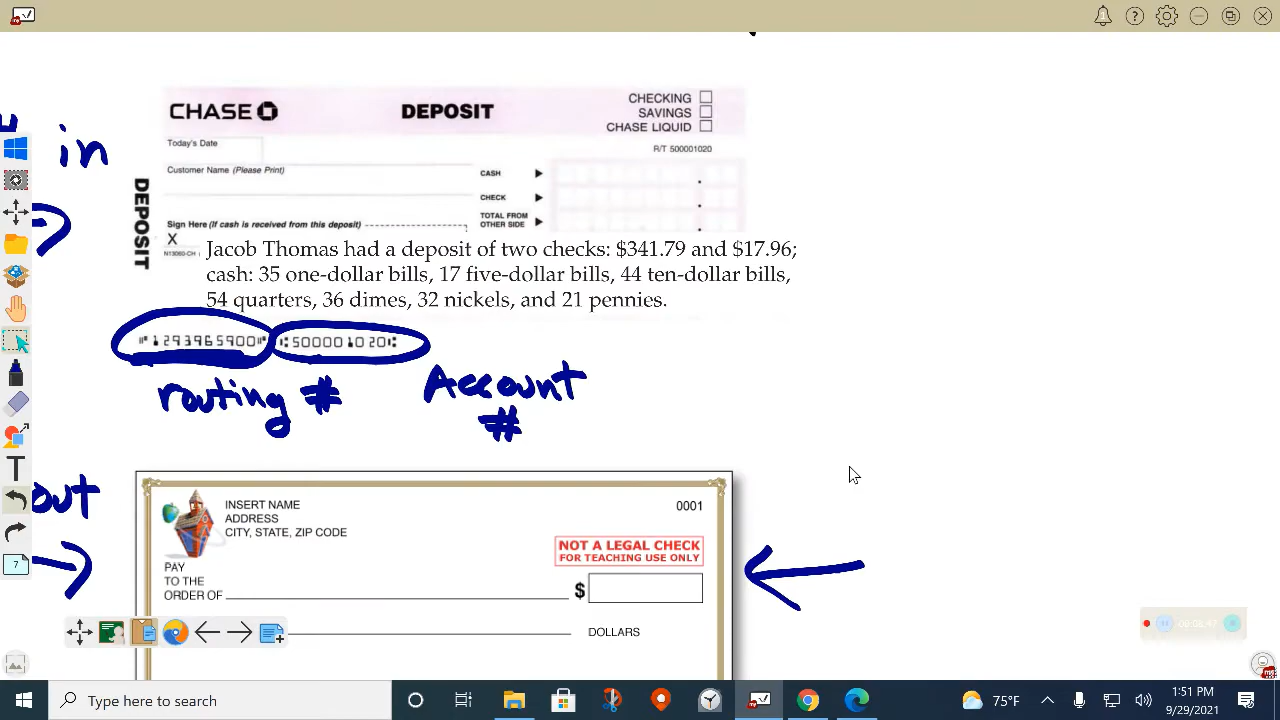 CHASE
DEPOSIT
CHECKING
SAVINGS
CHASE LIQUID
Today's Date
R/T 500001020
in
Customer Name (Please Print)
CASH
CHECK
DEPOSIT
Sign Here (If cash is received from this deposit)
TOTAL FROM
OTHER SIDE
X
Jacob Thomas had a deposit of two checks: $341.79 and $17.96;
cash: 35 one-dollar bills, 17 five-dollar bills, 44 ten-dollar bills,
54 quarters, 36 dimes, 32 nickels, and 21 pennies.
⑈1293965900⑈ ⑆500001020⑆
routing #
Account
#
out
INSERT NAME
ADDRESS
CITY, STATE, ZIP CODE
0001
NOT A LEGAL CHECK
FOR TEACHING USE ONLY
PAY
TO THE
ORDER OF
$
DOLLARS
T
7
Type here to search
75°F
1:51 PM
9/29/2021